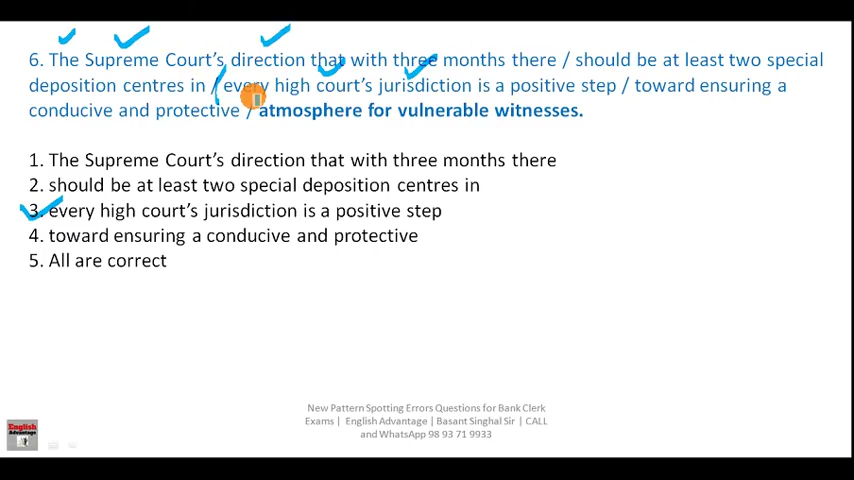 6. The Supreme Court's direction that with three months there / should be at least two special
deposition centres in / every high court's jurisdiction is a positive step / toward ensuring a
conducive and protective / atmosphere for vulnerable witnesses.
1. The Supreme Court's direction that with three months there
2. should be at least two special deposition centres in
3. every high court's jurisdiction is a positive step
4. toward ensuring a conducive and protective
5. All are correct
New Pattern Spotting Errors Questions for Bank Clerk
Exams | English Advantage | Basant Singhal Sir | CALL
and WhatsApp 98 93 71 9933
English
Advantage